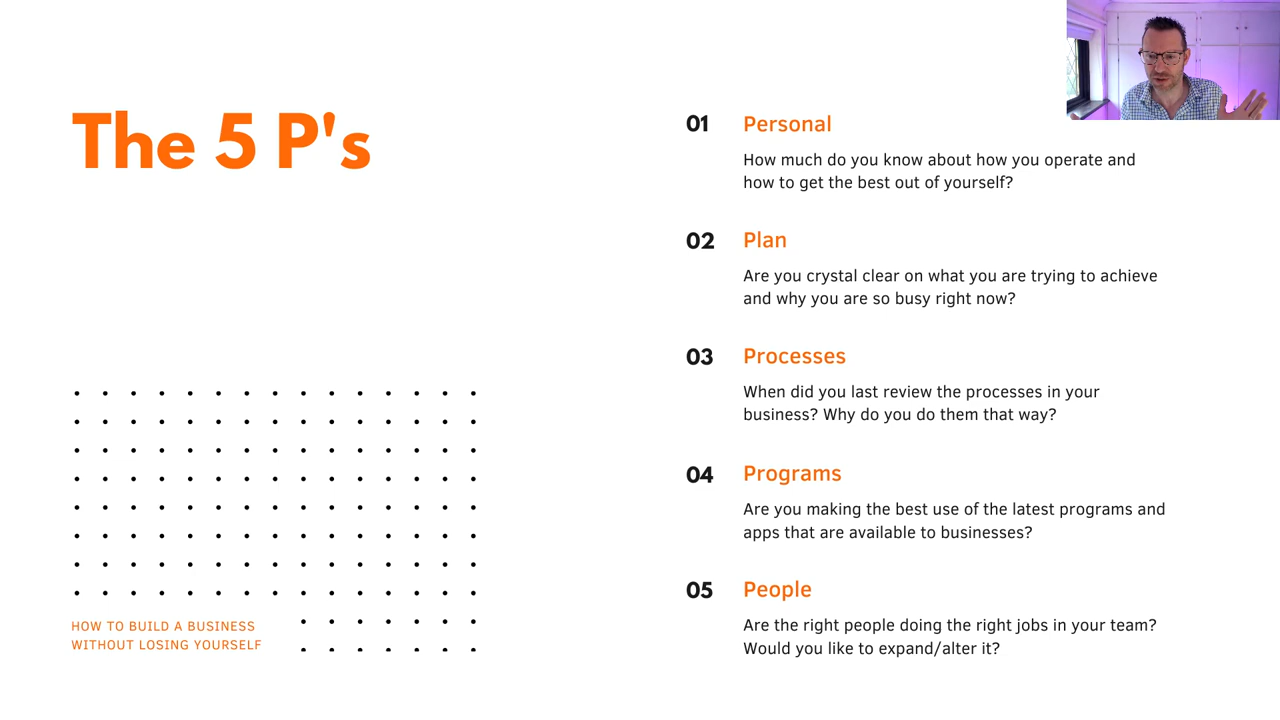 The 5 P's
01 Personal
How much do you know about how you operate and
how to get the best out of yourself?
02 Plan
Are you crystal clear on what you are trying to achieve
and why you are so busy right now?
03 Processes
When did you last review the processes in your
business? Why do you do them that way?
04 Programs
Are you making the best use of the latest programs and
apps that are available to businesses?
05 People
Are the right people doing the right jobs in your team?
Would you like to expand/alter it?
HOW TO BUILD A BUSINESS
WITHOUT LOSING YOURSELF